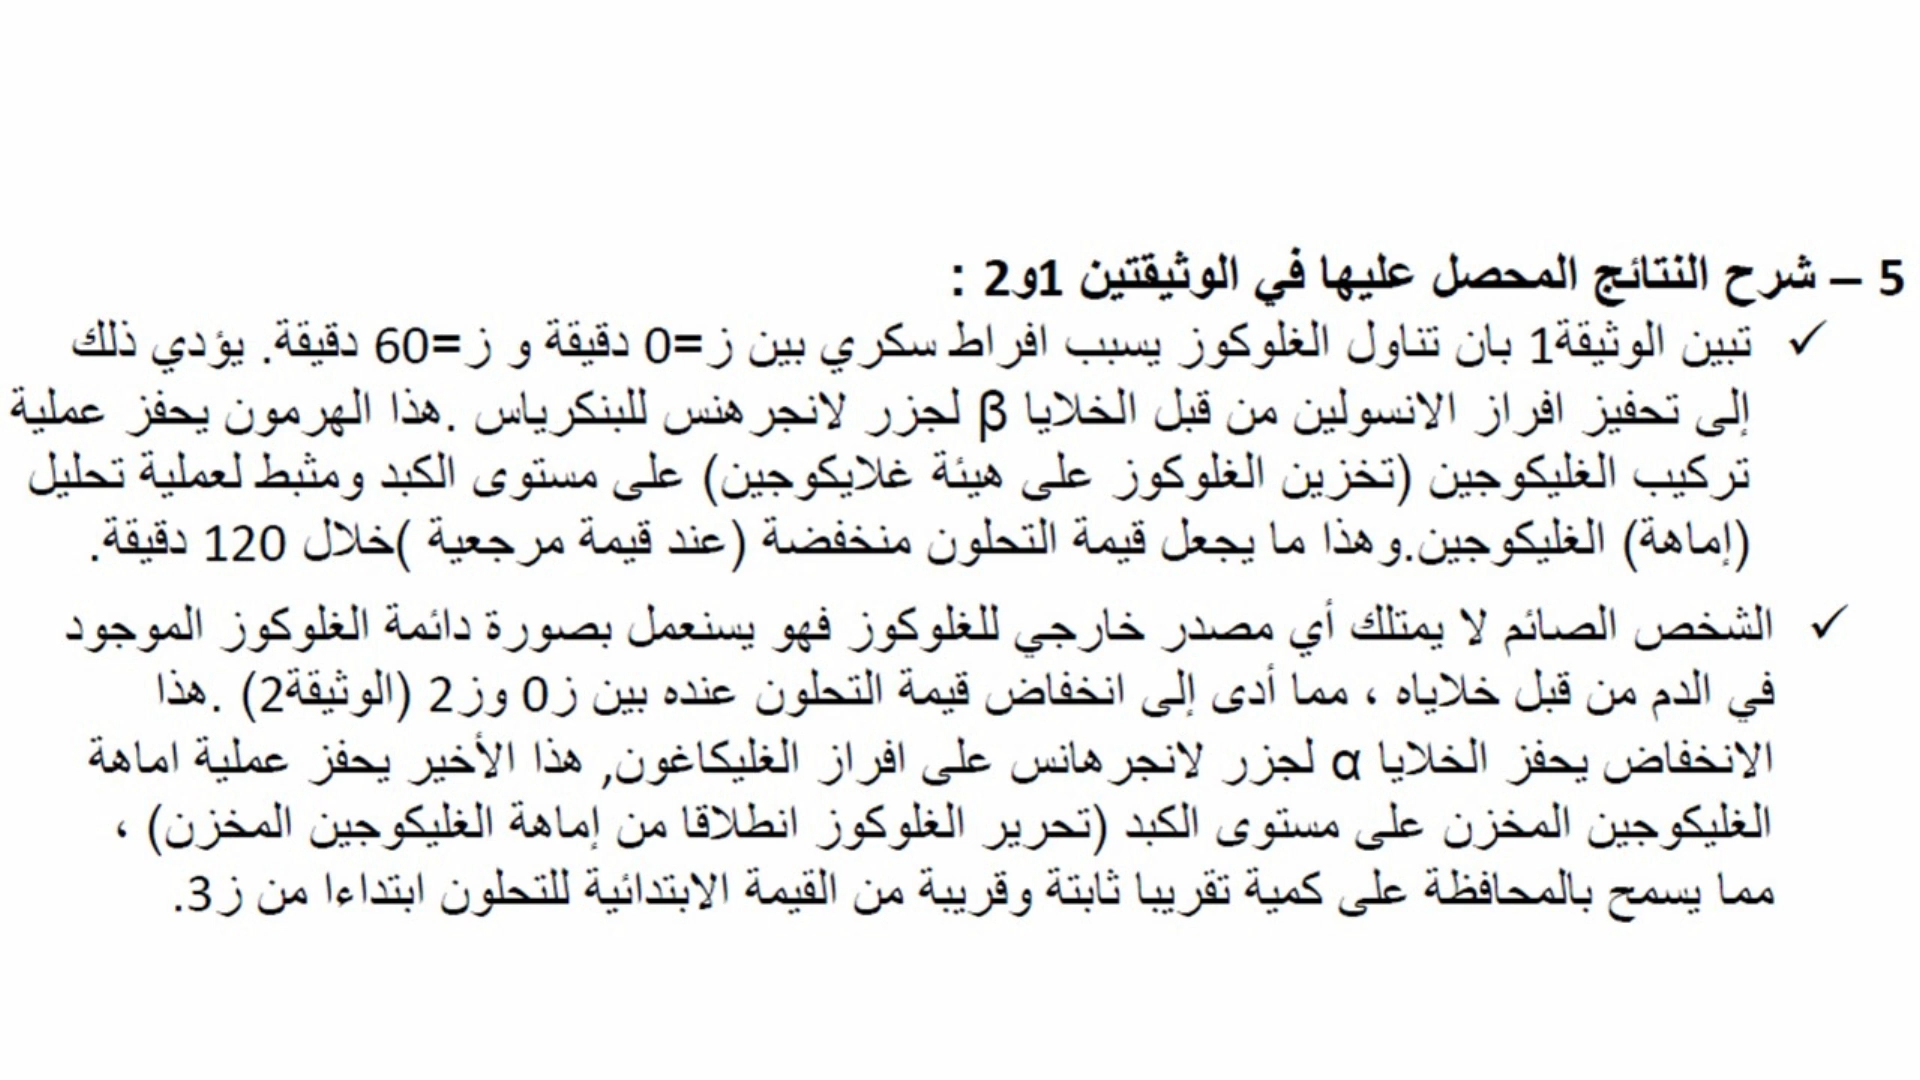 5 – شرح النتائج المحصل عليها في الوثيقتين 1و2 :
✓ تبين الوثيقة1 بان تناول الغلوكوز يسبب افراط سكري بين ز=0 دقيقة و ز=60 دقيقة. يؤدي ذلك
إلى تحفيز افراز الانسولين من قبل الخلايا β لجزر لانجرهنس للبنكرياس .هذا الهرمون يحفز عملية
تركيب الغليكوجين (تخزين الغلوكوز على هيئة غلايكوجين) على مستوى الكبد ومثبط لعملية تحليل
(إماهة) الغليكوجين.وهذا ما يجعل قيمة التحلون منخفضة (عند قيمة مرجعية )خلال 120 دقيقة.
✓ الشخص الصائم لا يمتلك أي مصدر خارجي للغلوكوز فهو يسنعمل بصورة دائمة الغلوكوز الموجود
في الدم من قبل خلاياه ، مما أدى إلى انخفاض قيمة التحلون عنده بين ز0 وز2 (الوثيقة2) .هذا
الانخفاض يحفز الخلايا α لجزر لانجرهانس على افراز الغليكاغون, هذا الأخير يحفز عملية اماهة
الغليكوجين المخزن على مستوى الكبد (تحرير الغلوكوز انطلاقا من إماهة الغليكوجين المخزن) ،
مما يسمح بالمحافظة على كمية تقريبا ثابتة وقريبة من القيمة الابتدائية للتحلون ابتداءا من ز3.